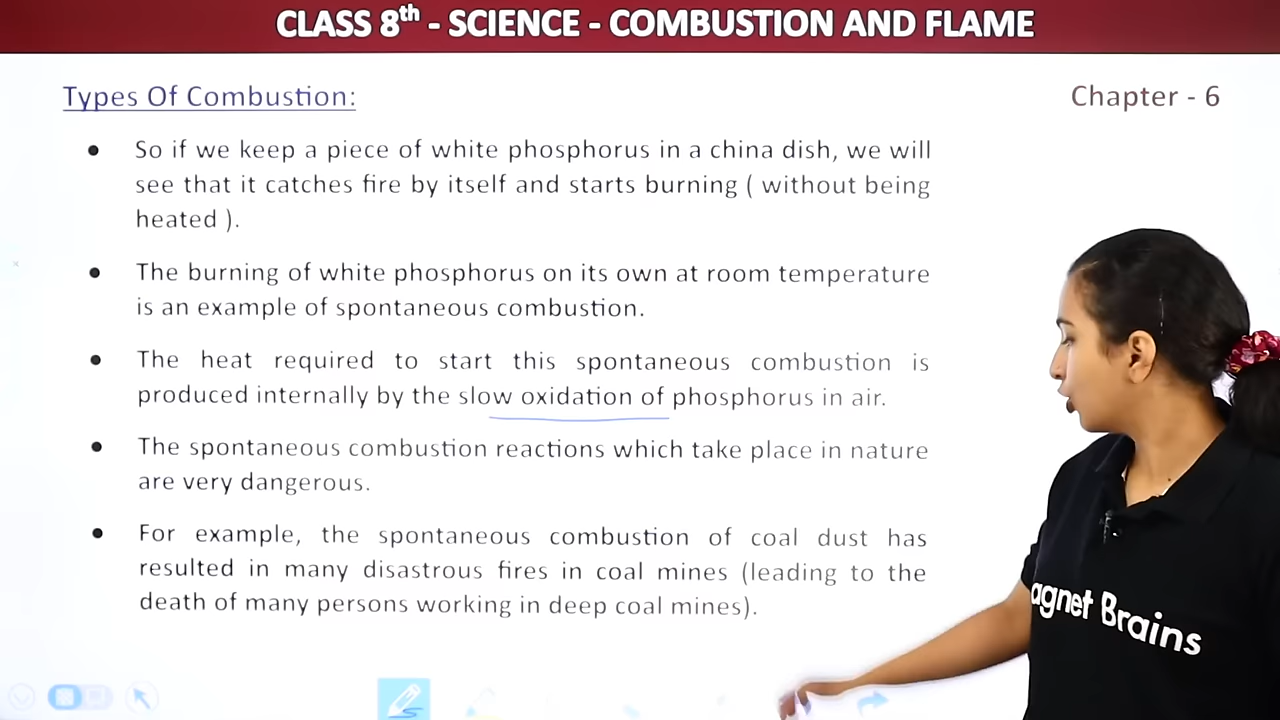 CLASS 8th - SCIENCE - COMBUSTION AND FLAME
Types Of Combustion:
Chapter - 6
• So if we keep a piece of white phosphorus in a china dish, we will
see that it catches fire by itself and starts burning ( without being
heated ).
• The burning of white phosphorus on its own at room temperature
is an example of spontaneous combustion.
• The heat required to start this spontaneous combustion is
produced internally by the slow oxidation of phosphorus in air.
• The spontaneous combustion reactions which take place in nature
are very dangerous.
• For example, the spontaneous combustion of coal dust has
resulted in many disastrous fires in coal mines (leading to the
death of many persons working in deep coal mines).
agnet Brains